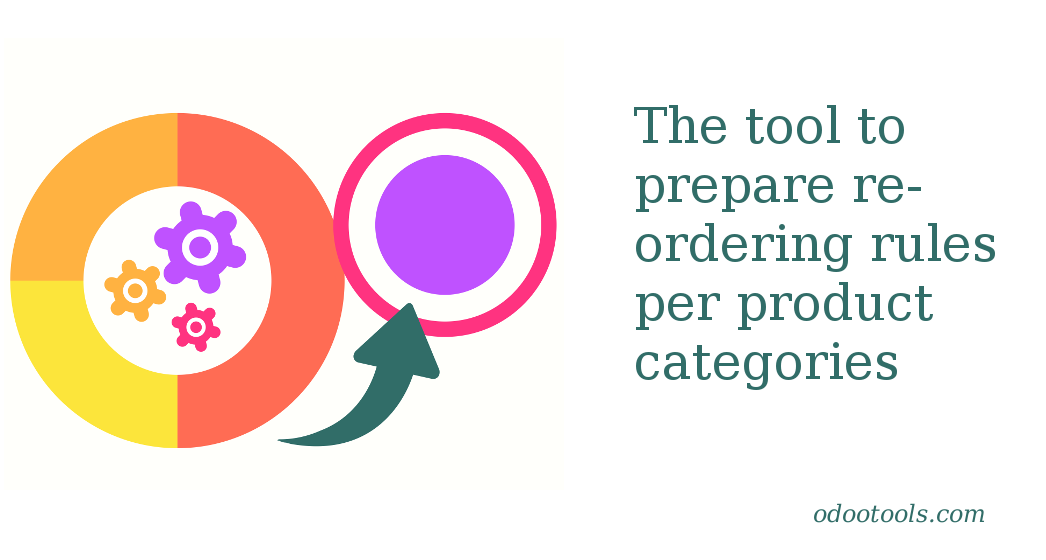 The tool to
prepare re-
ordering rules
per product
categories
odootools.com